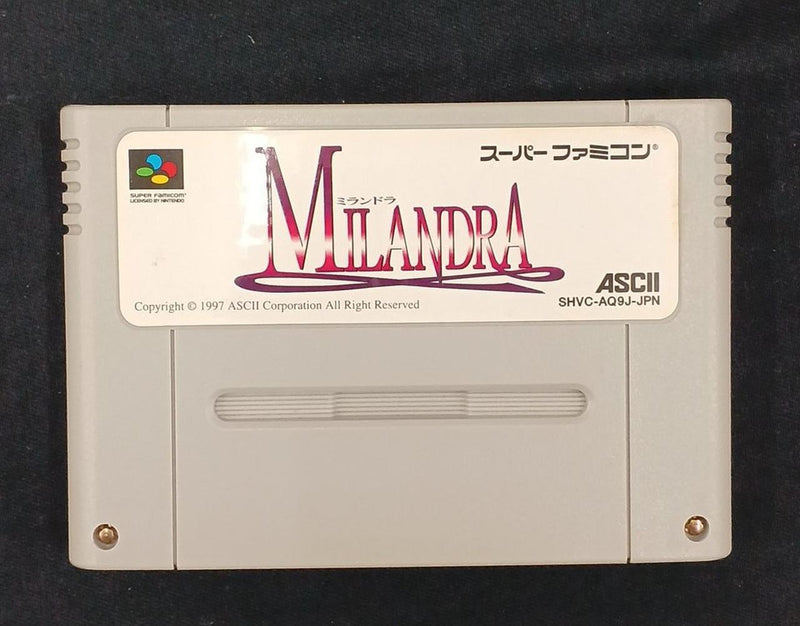 スーパーファミコン®
SUPER FAMICOM™
LICENSED BY NINTENDO
ミランドラ
MILANDRA
ASCII
Copyright © 1997 ASCII Corporation All Right Reserved
SHVC-AQ9J-JPN